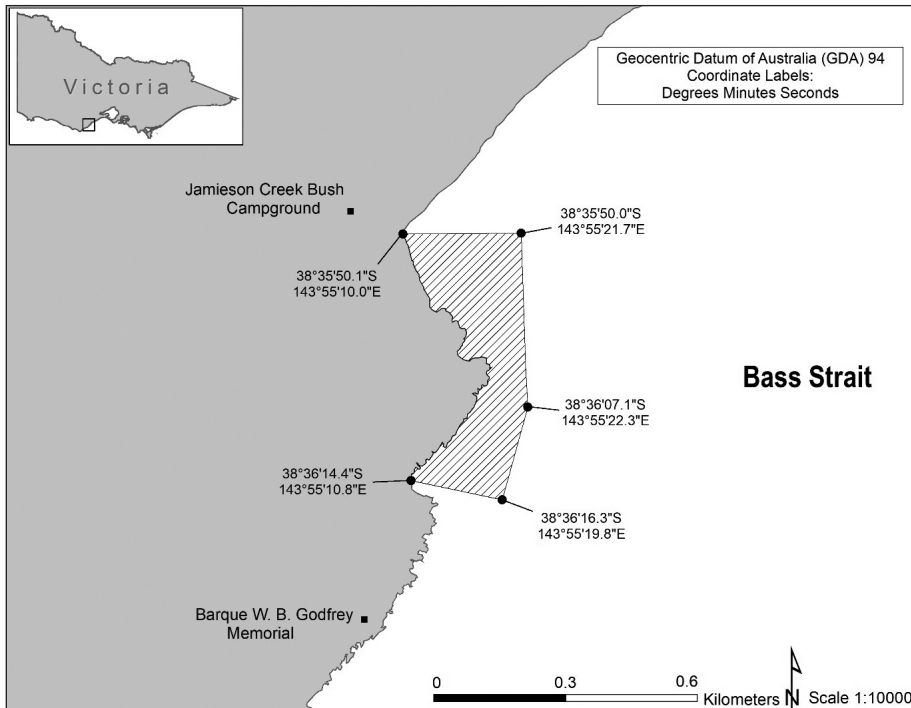 Victoria
Geocentric Datum of Australia (GDA) 94
Coordinate Labels:
Degrees Minutes Seconds
Jamieson Creek Bush
Campground
38°35'50.0"S
143°55'21.7"E
38°35'50.1"S
143°55'10.0"E
Bass Strait
38°36'07.1"S
143°55'22.3"E
38°36'14.4"S
143°55'10.8"E
38°36'16.3"S
143°55'19.8"E
Barque W. B. Godfrey
Memorial
0 0.3 0.6
Kilometers N Scale 1:10000